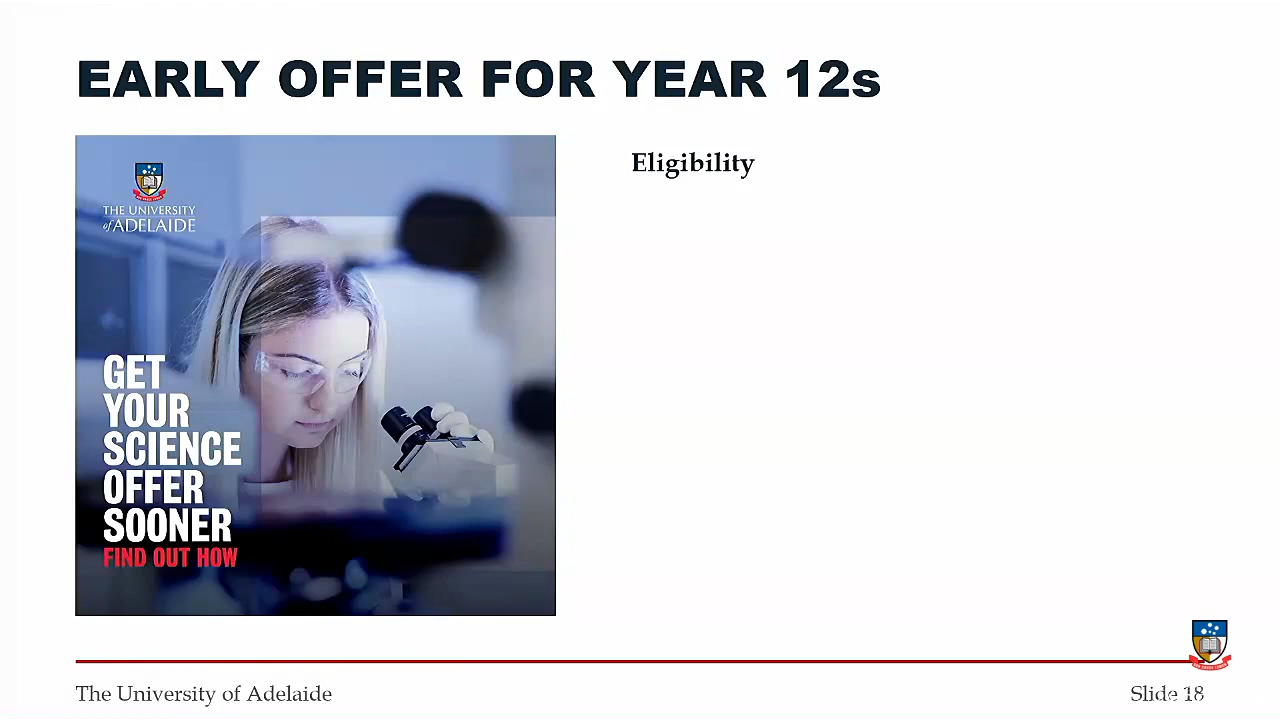 EARLY OFFER FOR YEAR 12s
THE UNIVERSITY
of ADELAIDE
GET
YOUR
SCIENCE
OFFER
SOONER
FIND OUT HOW
Eligibility
The University of Adelaide
Slide 18